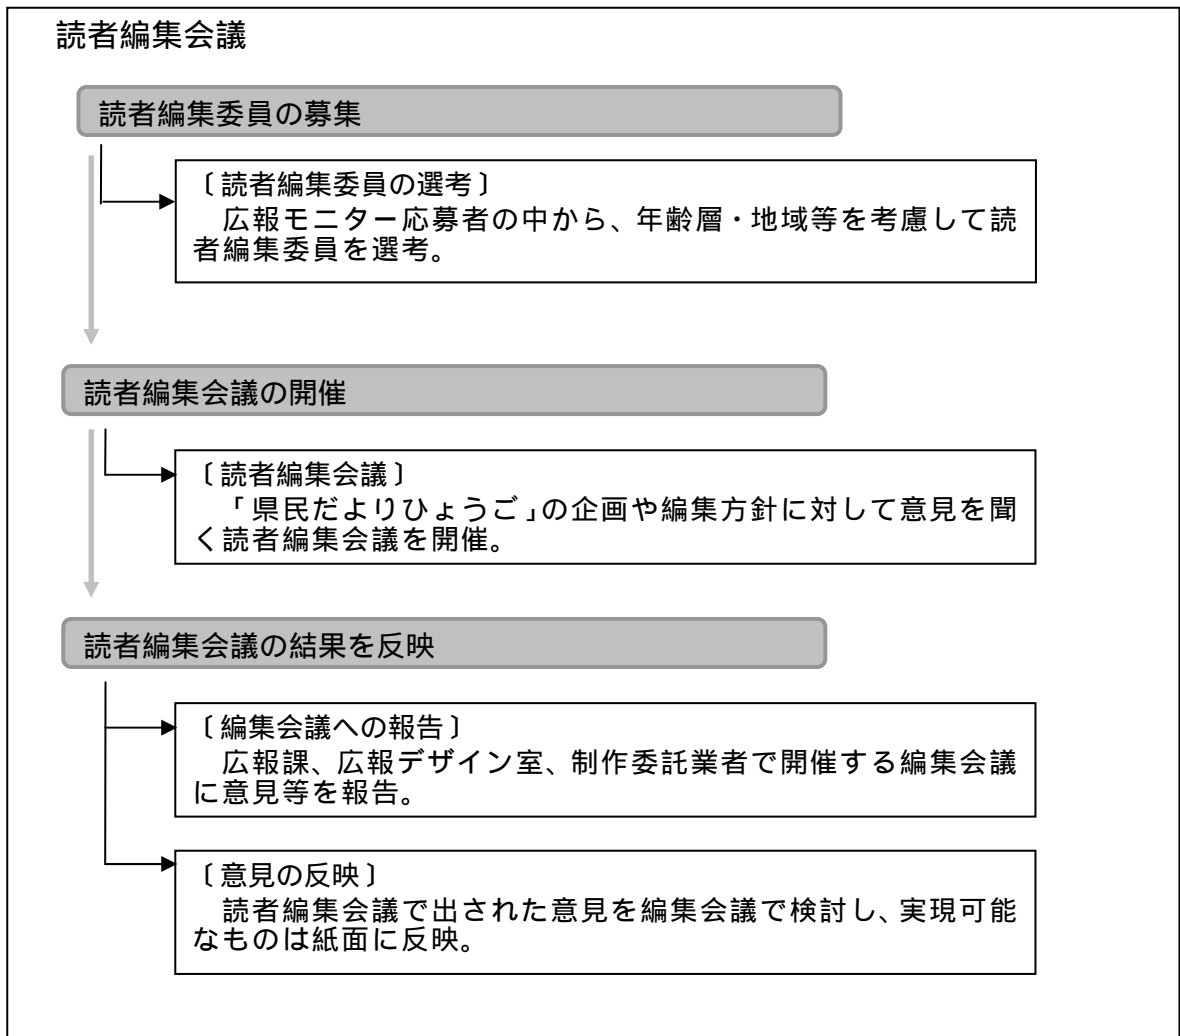 読者編集会議
読者編集委員の募集
〔読者編集委員の選考〕
広報モニター応募者の中から、年齢層・地域等を考慮して読
者編集委員を選考。
読者編集会議の開催
〔読者編集会議〕
「県民だよりひょうご」の企画や編集方針に対して意見を聞
く読者編集会議を開催。
読者編集会議の結果を反映
〔編集会議への報告〕
広報課、広報デザイン室、制作委託業者で開催する編集会議
に意見等を報告。
〔意見の反映〕
読者編集会議で出された意見を編集会議で検討し、実現可能
なものは紙面に反映。